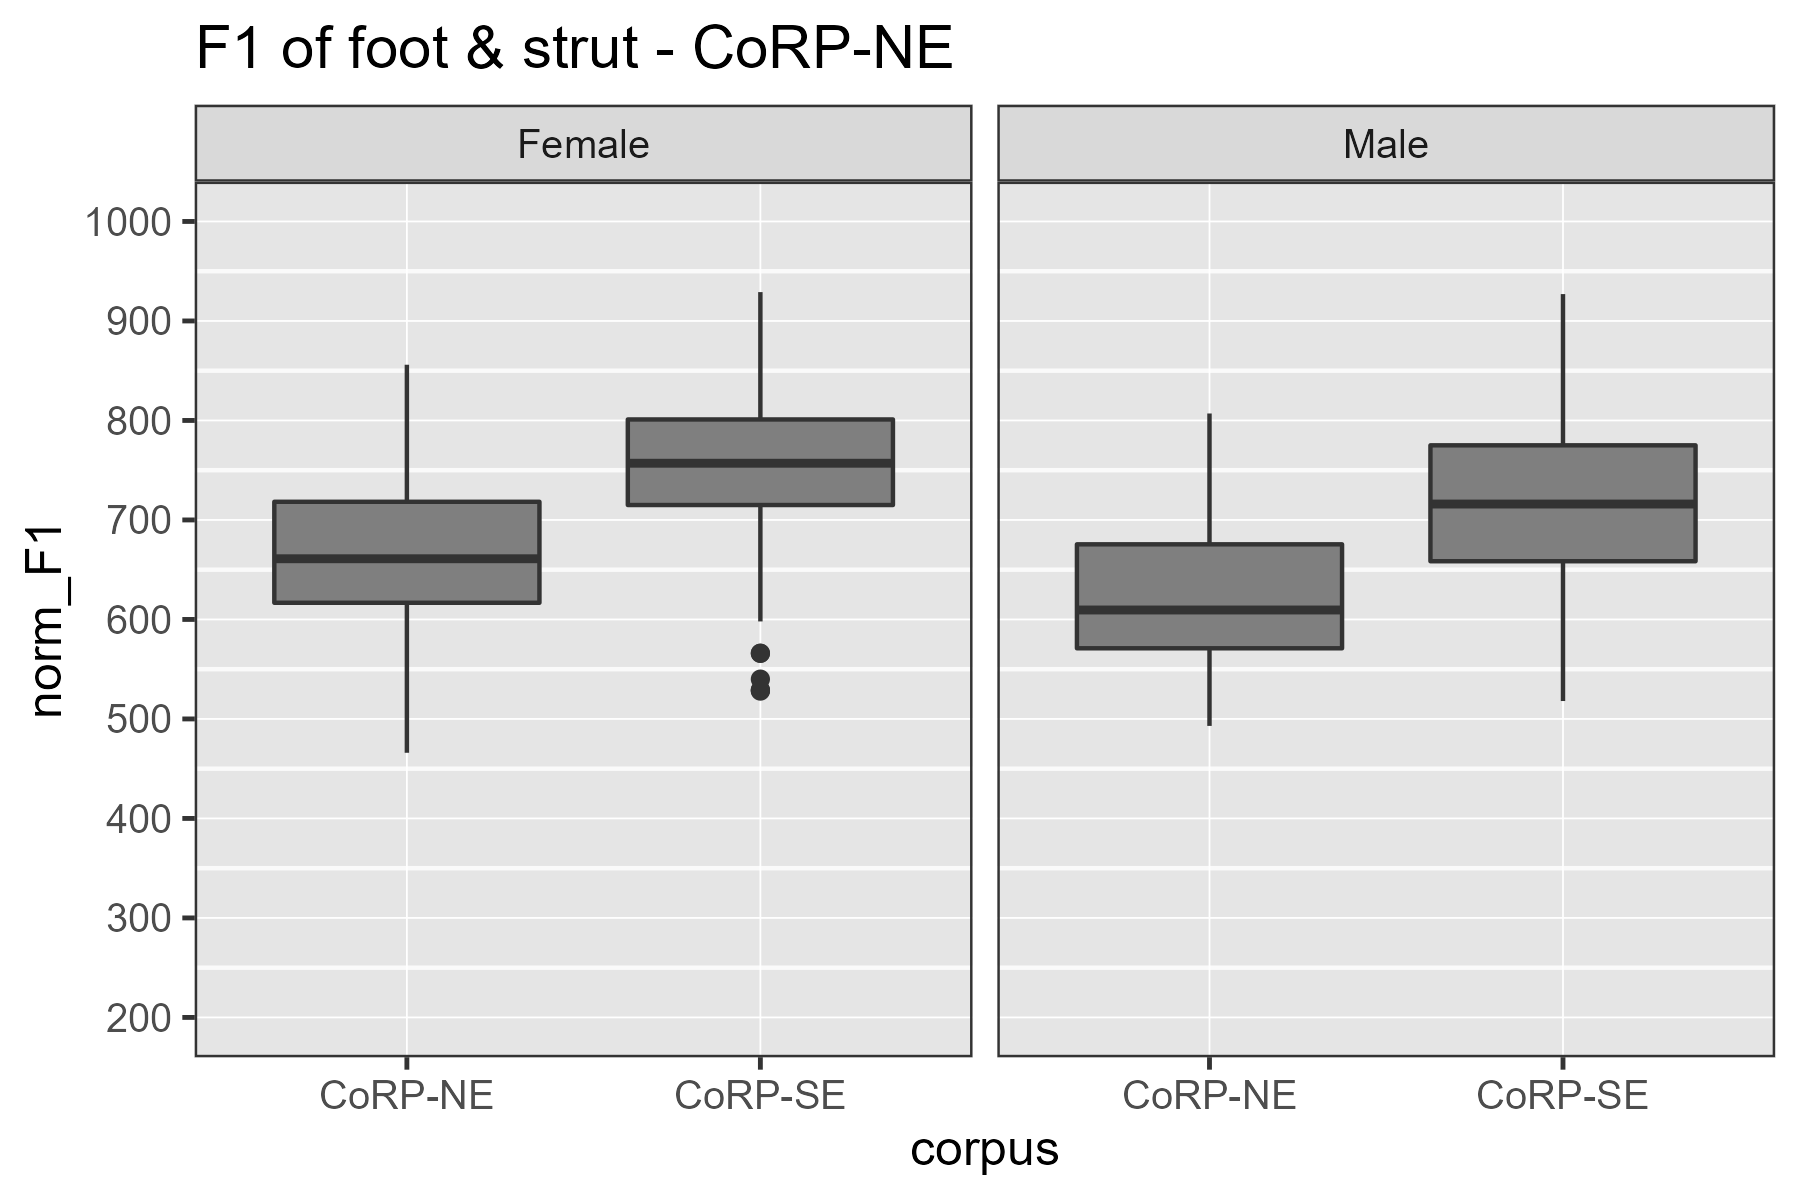 F1 of foot & strut - CoRP-NE
Female
Male
1000
900
800
700
600
500
400
300
200
norm_F1
CoRP-NE
CoRP-SE
CoRP-NE
CoRP-SE
corpus